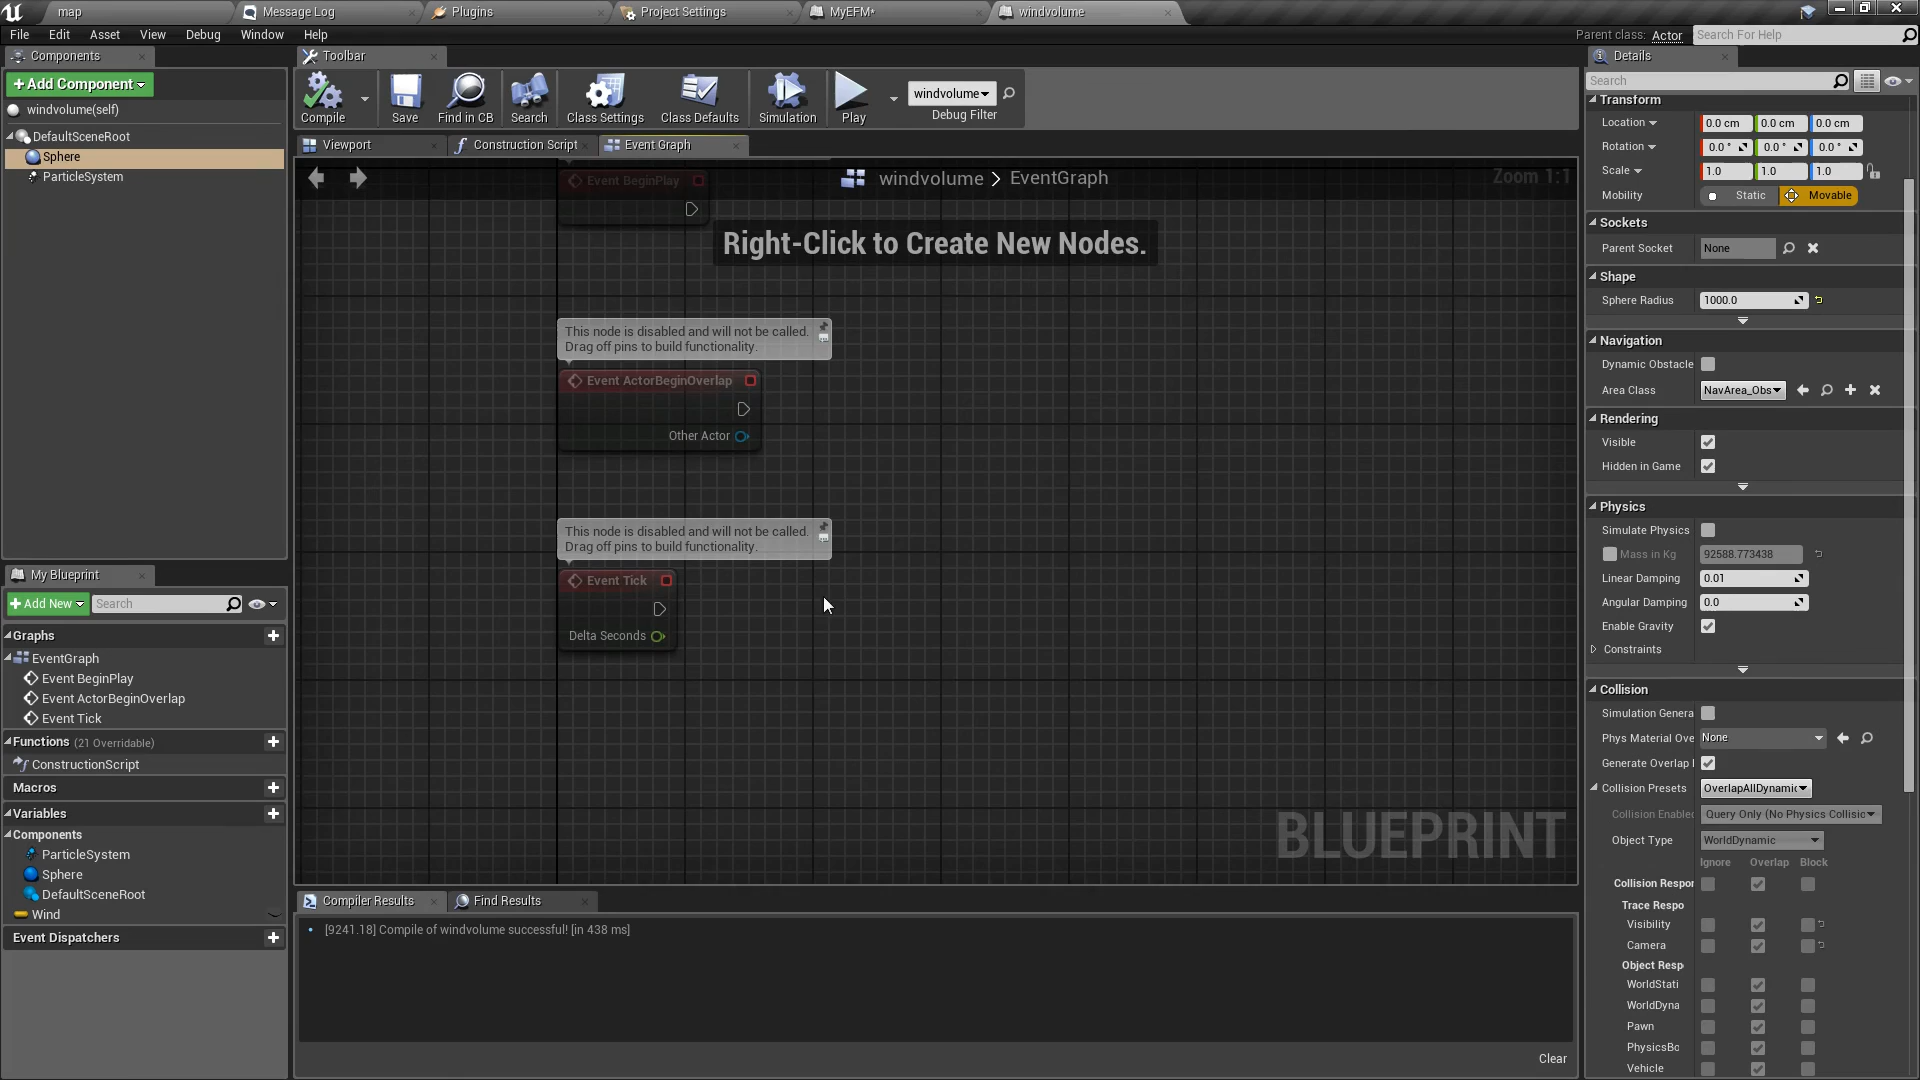 map
Message Log
Plugins
Project Settings
MyEFM*
windvolume
File
Edit
Asset
View
Debug
Window
Help
Parent class: Actor
Search For Help
Components
+Add Component
windvolume(self)
DefaultSceneRoot
Sphere
ParticleSystem
Toolbar
Compile
Save
Find in CB
Search
Class Settings
Class Defaults
Simulation
Play
windvolume
Debug Filter
Viewport
Construction Script
Event Graph
windvolume > EventGraph
Zoom 1:1
Event BeginPlay
Right-Click to Create New Nodes.
This node is disabled and will not be called.
Drag off pins to build functionality.
Event ActorBeginOverlap
Other Actor
This node is disabled and will not be called.
Drag off pins to build functionality.
Event Tick
Delta Seconds
BLUEPRINT
My Blueprint
+Add New
Search
Graphs
EventGraph
Event BeginPlay
Event ActorBeginOverlap
Event Tick
Functions (21 Overridable)
ConstructionScript
Macros
Variables
Components
ParticleSystem
Sphere
DefaultSceneRoot
Wind
Event Dispatchers
Compiler Results
Find Results
[9241.18] Compile of windvolume successful! [in 438 ms]
Clear
Details
Search
Transform
Location 0.0 cm 0.0 cm 0.0 cm
Rotation 0.0 ° 0.0 ° 0.0 °
Scale 1.0 1.0 1.0
Mobility Static Movable
Sockets
Parent Socket None
Shape
Sphere Radius 1000.0
Navigation
Dynamic Obstacle
Area Class NavArea_Obs
Rendering
Visible
Hidden in Game
Physics
Simulate Physics
Mass in Kg 92588.773438
Linear Damping 0.01
Angular Damping 0.0
Enable Gravity
Constraints
Collision
Simulation Genera
Phys Material Ove None
Generate Overlap
Collision Presets OverlapAllDynamic
Collision Enabled Query Only (No Physics Collisio
Object Type WorldDynamic
Ignore Overlap Block
Collision Respor
Trace Respo
Visibility
Camera
Object Resp
WorldStati
WorldDyna
Pawn
PhysicsBo
Vehicle